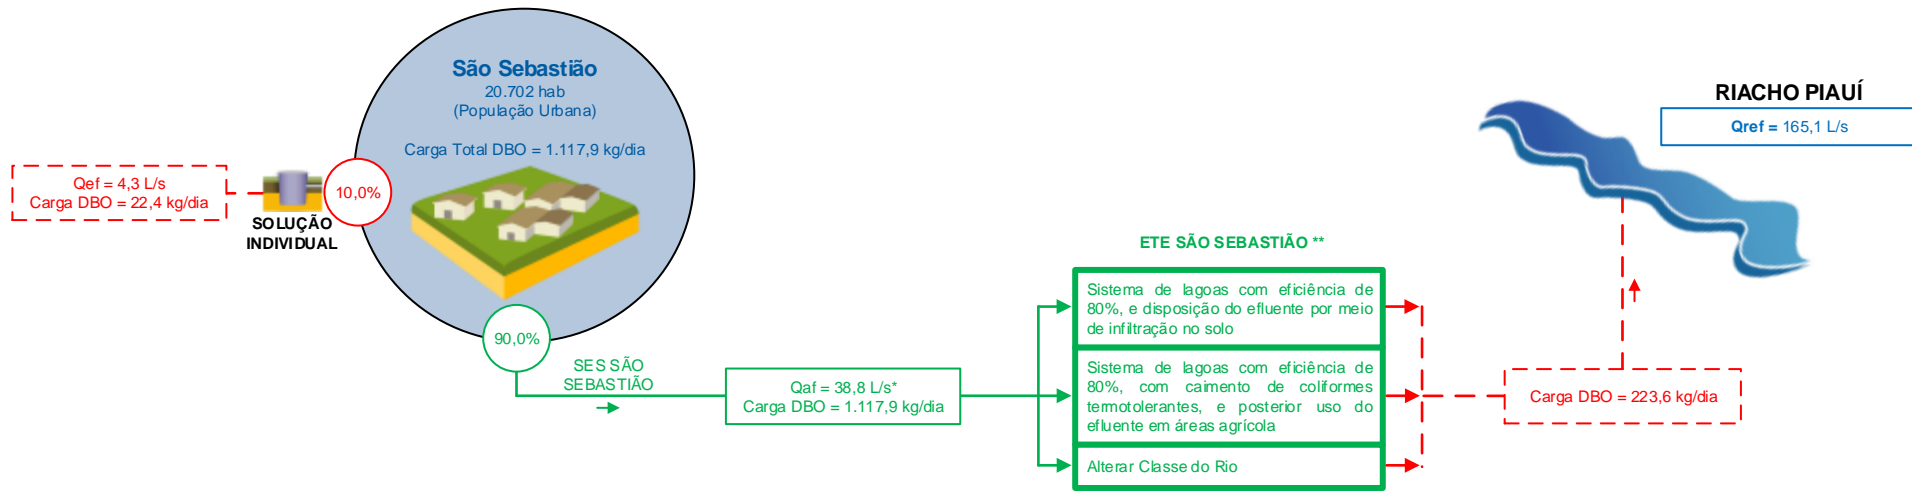 São Sebastião
20.702 hab
(População Urbana)
Carga Total DBO = 1.117,9 kg/dia
Qef = 4,3 L/s
Carga DBO = 22,4 kg/dia
10,0%
SOLUÇÃO
INDIVIDUAL
90,0%
SES SÃO
SEBASTIÃO
Qaf = 38,8 L/s*
Carga DBO = 1.117,9 kg/dia
ETE SÃO SEBASTIÃO **
Sistema de lagoas com eficiência de
80%, e disposição do efluente por meio
de infiltração no solo
Sistema de lagoas com eficiência de
80%, com caimento de coliformes
termotolerantes, e posterior uso do
efluente em áreas agrícola
Alterar Classe do Rio
Carga DBO = 223,6 kg/dia
RIACHO PIAUÍ
Qref = 165,1 L/s